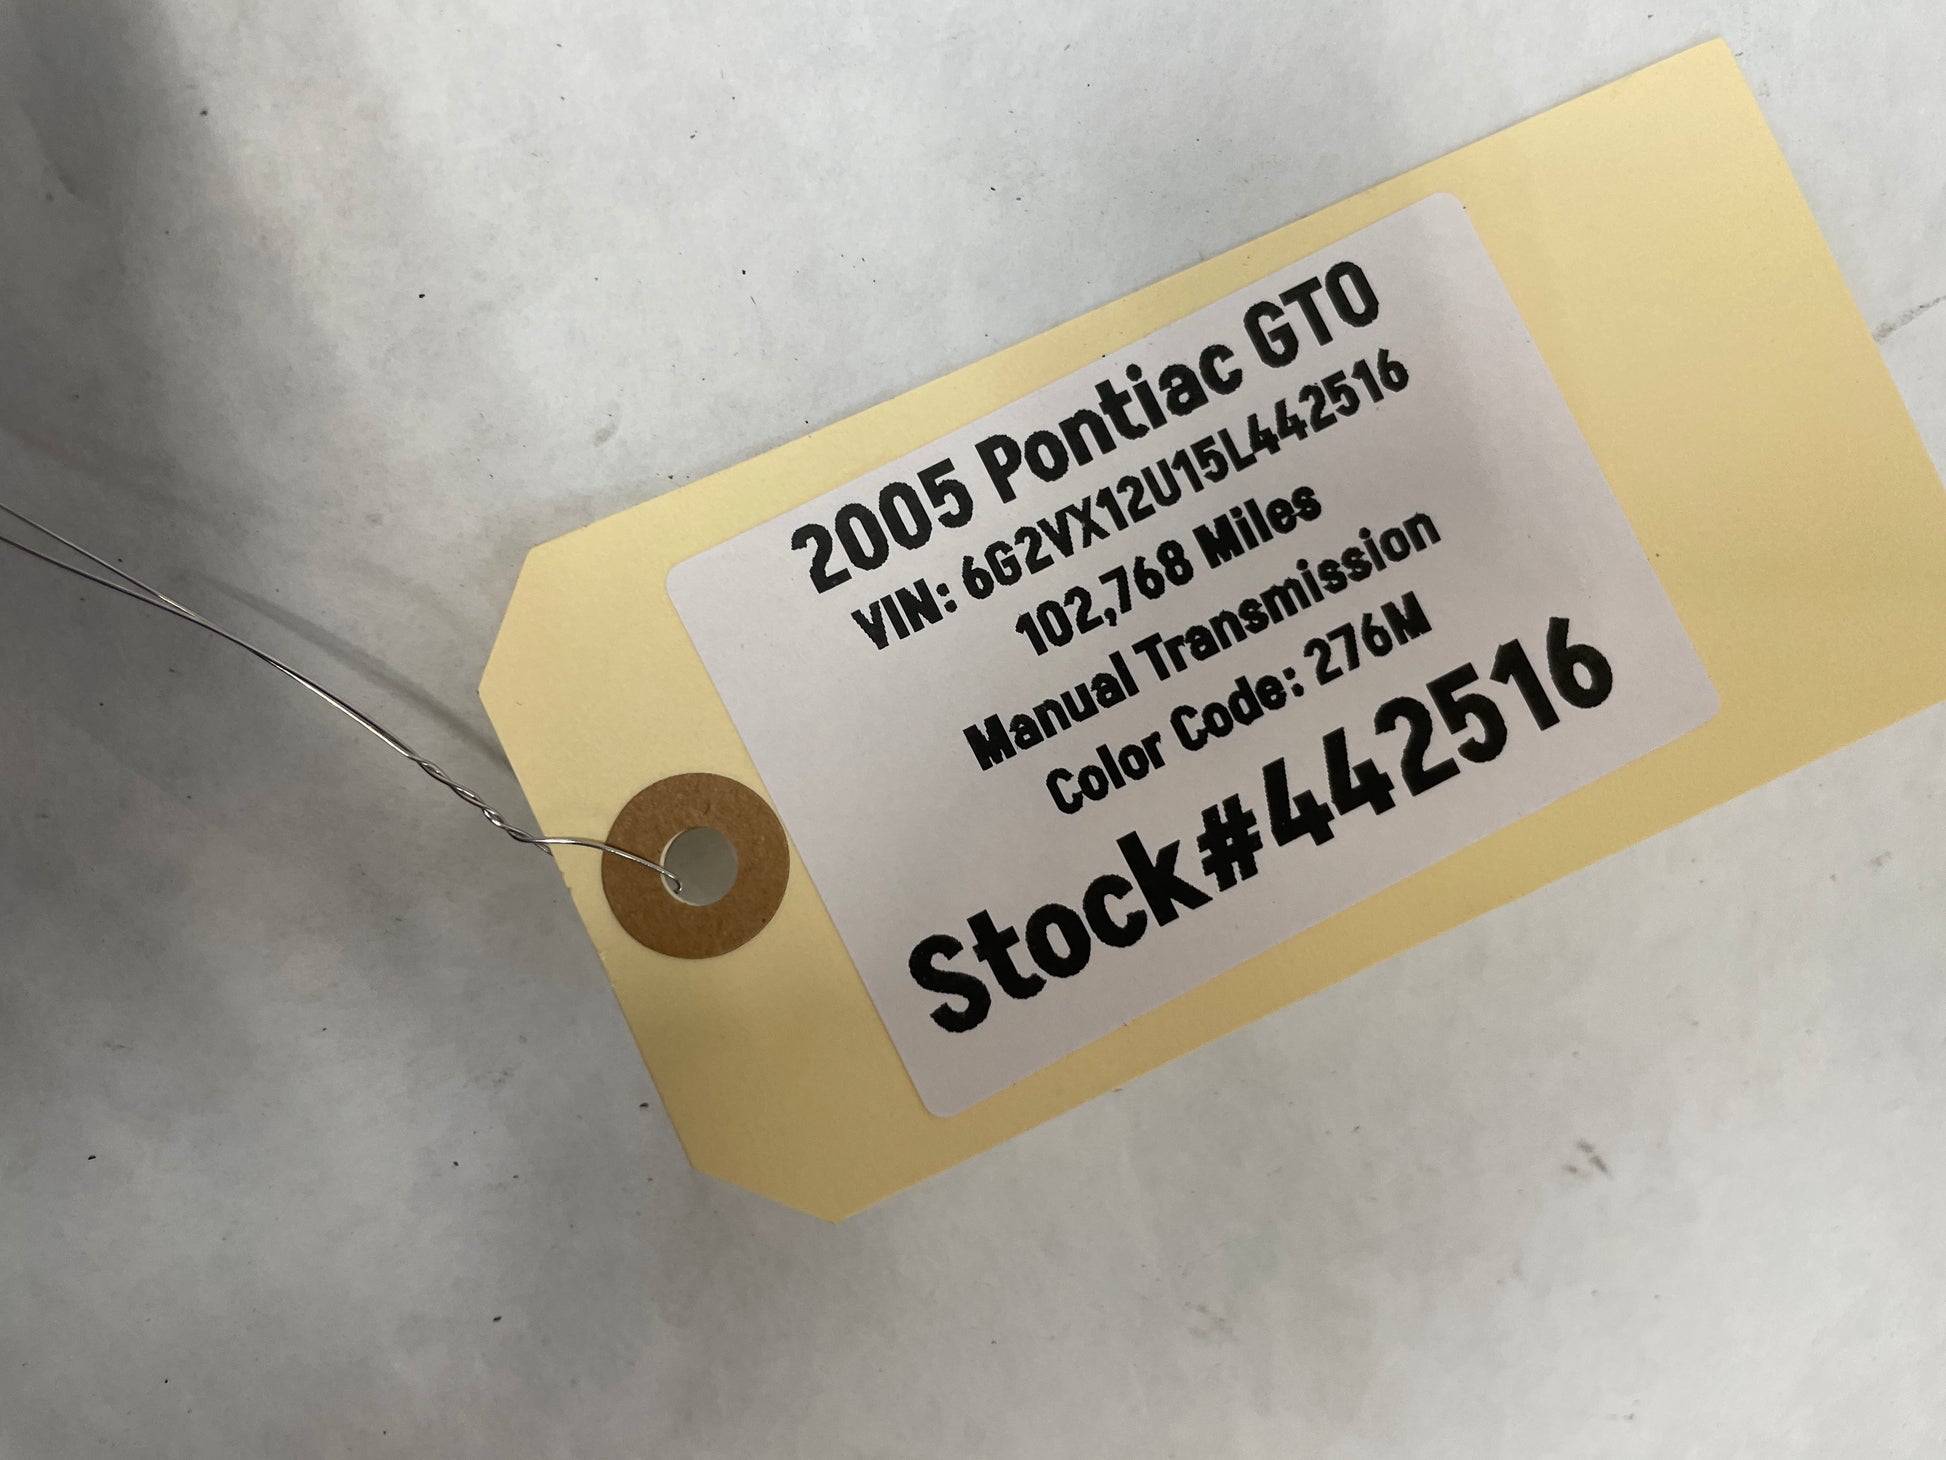 2005 Pontiac GTO
VIN: 6G2VX12U15L442516
102,768 Miles
Manual Transmission
Color Code: 276M
Stock#442516